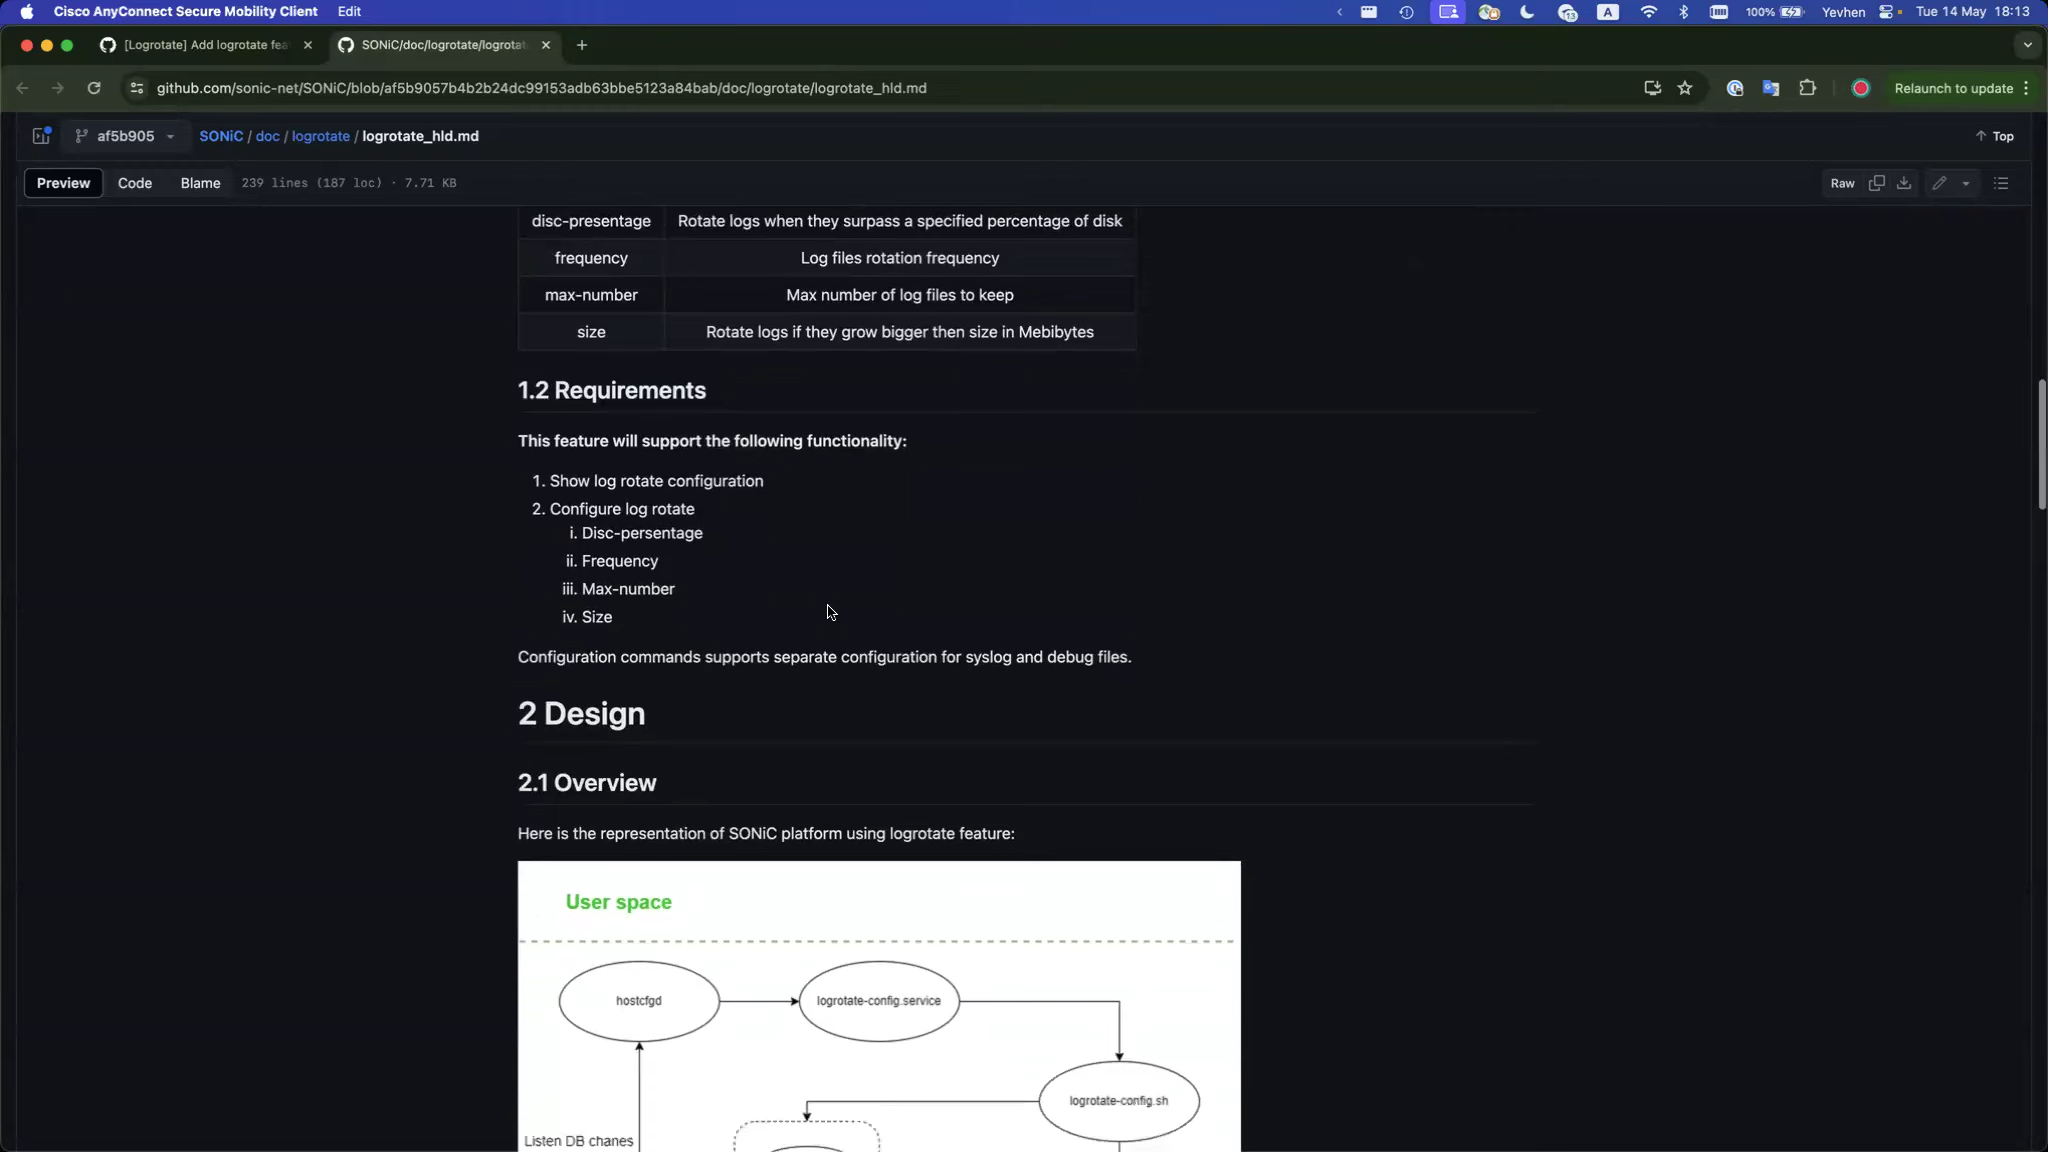 Cisco AnyConnect Secure Mobility Client Edit
13 A 100% Yevhen Tue 14 May 18:13
[Logrotate] Add logrotate fea
SONiC/doc/logrotate/logrotat
github.com/sonic-net/SONiC/blob/af5b9057b4b2b24dc99153adb63bbe5123a84bab/doc/logrotate/logrotate_hld.md
Relaunch to update
af5b905 SONiC / doc / logrotate / logrotate_hld.md
Top
Preview Code Blame 239 lines (187 loc) · 7.71 KB
Raw
disc-presentage Rotate logs when they surpass a specified percentage of disk
frequency Log files rotation frequency
max-number Max number of log files to keep
size Rotate logs if they grow bigger then size in Mebibytes
1.2 Requirements
This feature will support the following functionality:
1. Show log rotate configuration
2. Configure log rotate
i. Disc-persentage
ii. Frequency
iii. Max-number
iv. Size
Configuration commands supports separate configuration for syslog and debug files.
2 Design
2.1 Overview
Here is the representation of SONiC platform using logrotate feature:
User space
hostcfgd
logrotate-config.service
logrotate-config.sh
Listen DB chanes